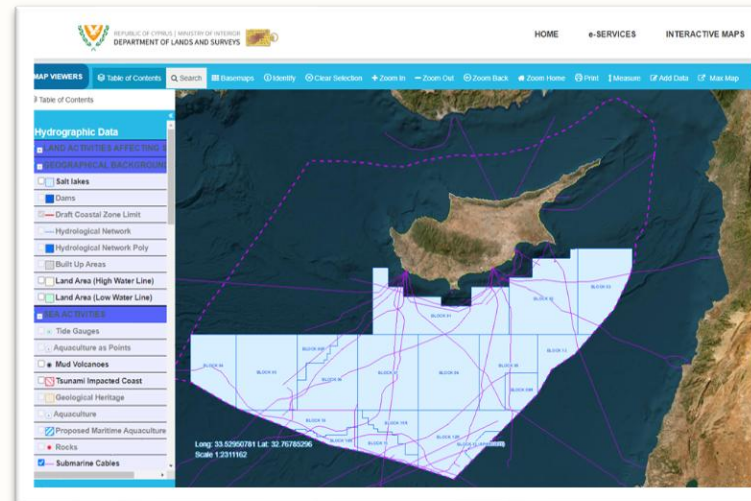 REPUBLIC OF CYPRUS | MINISTRY OF INTERIOR
DEPARTMENT OF LANDS AND SURVEYS
HOME e-SERVICES INTERACTIVE MAPS
MAP VIEWERS Table of Contents Search Basemaps Identify Clear Selection Zoom In Zoom Out Zoom Back Zoom Home Print Measure Add Data Max Map
Table of Contents
Hydrographic Data
LAND ACTIVITIES AFFECTING
GEOGRAPHICAL BACKGROUND
Salt lakes
Dams
Draft Coastal Zone Limit
Hydrological Network
Hydrological Network Poly
Built Up Areas
Land Area (High Water Line)
Land Area (Low Water Line)
SEA ACTIVITIES
Tide Gauges
Aquaculture as Points
Mud Volcanoes
Tsunami Impacted Coast
Geological Heritage
Aquaculture
Proposed Maritime Aquaculture
Rocks
Submarine Cables
Long: 33.52950781 Lat: 32.76785296
Scale 1:2311162